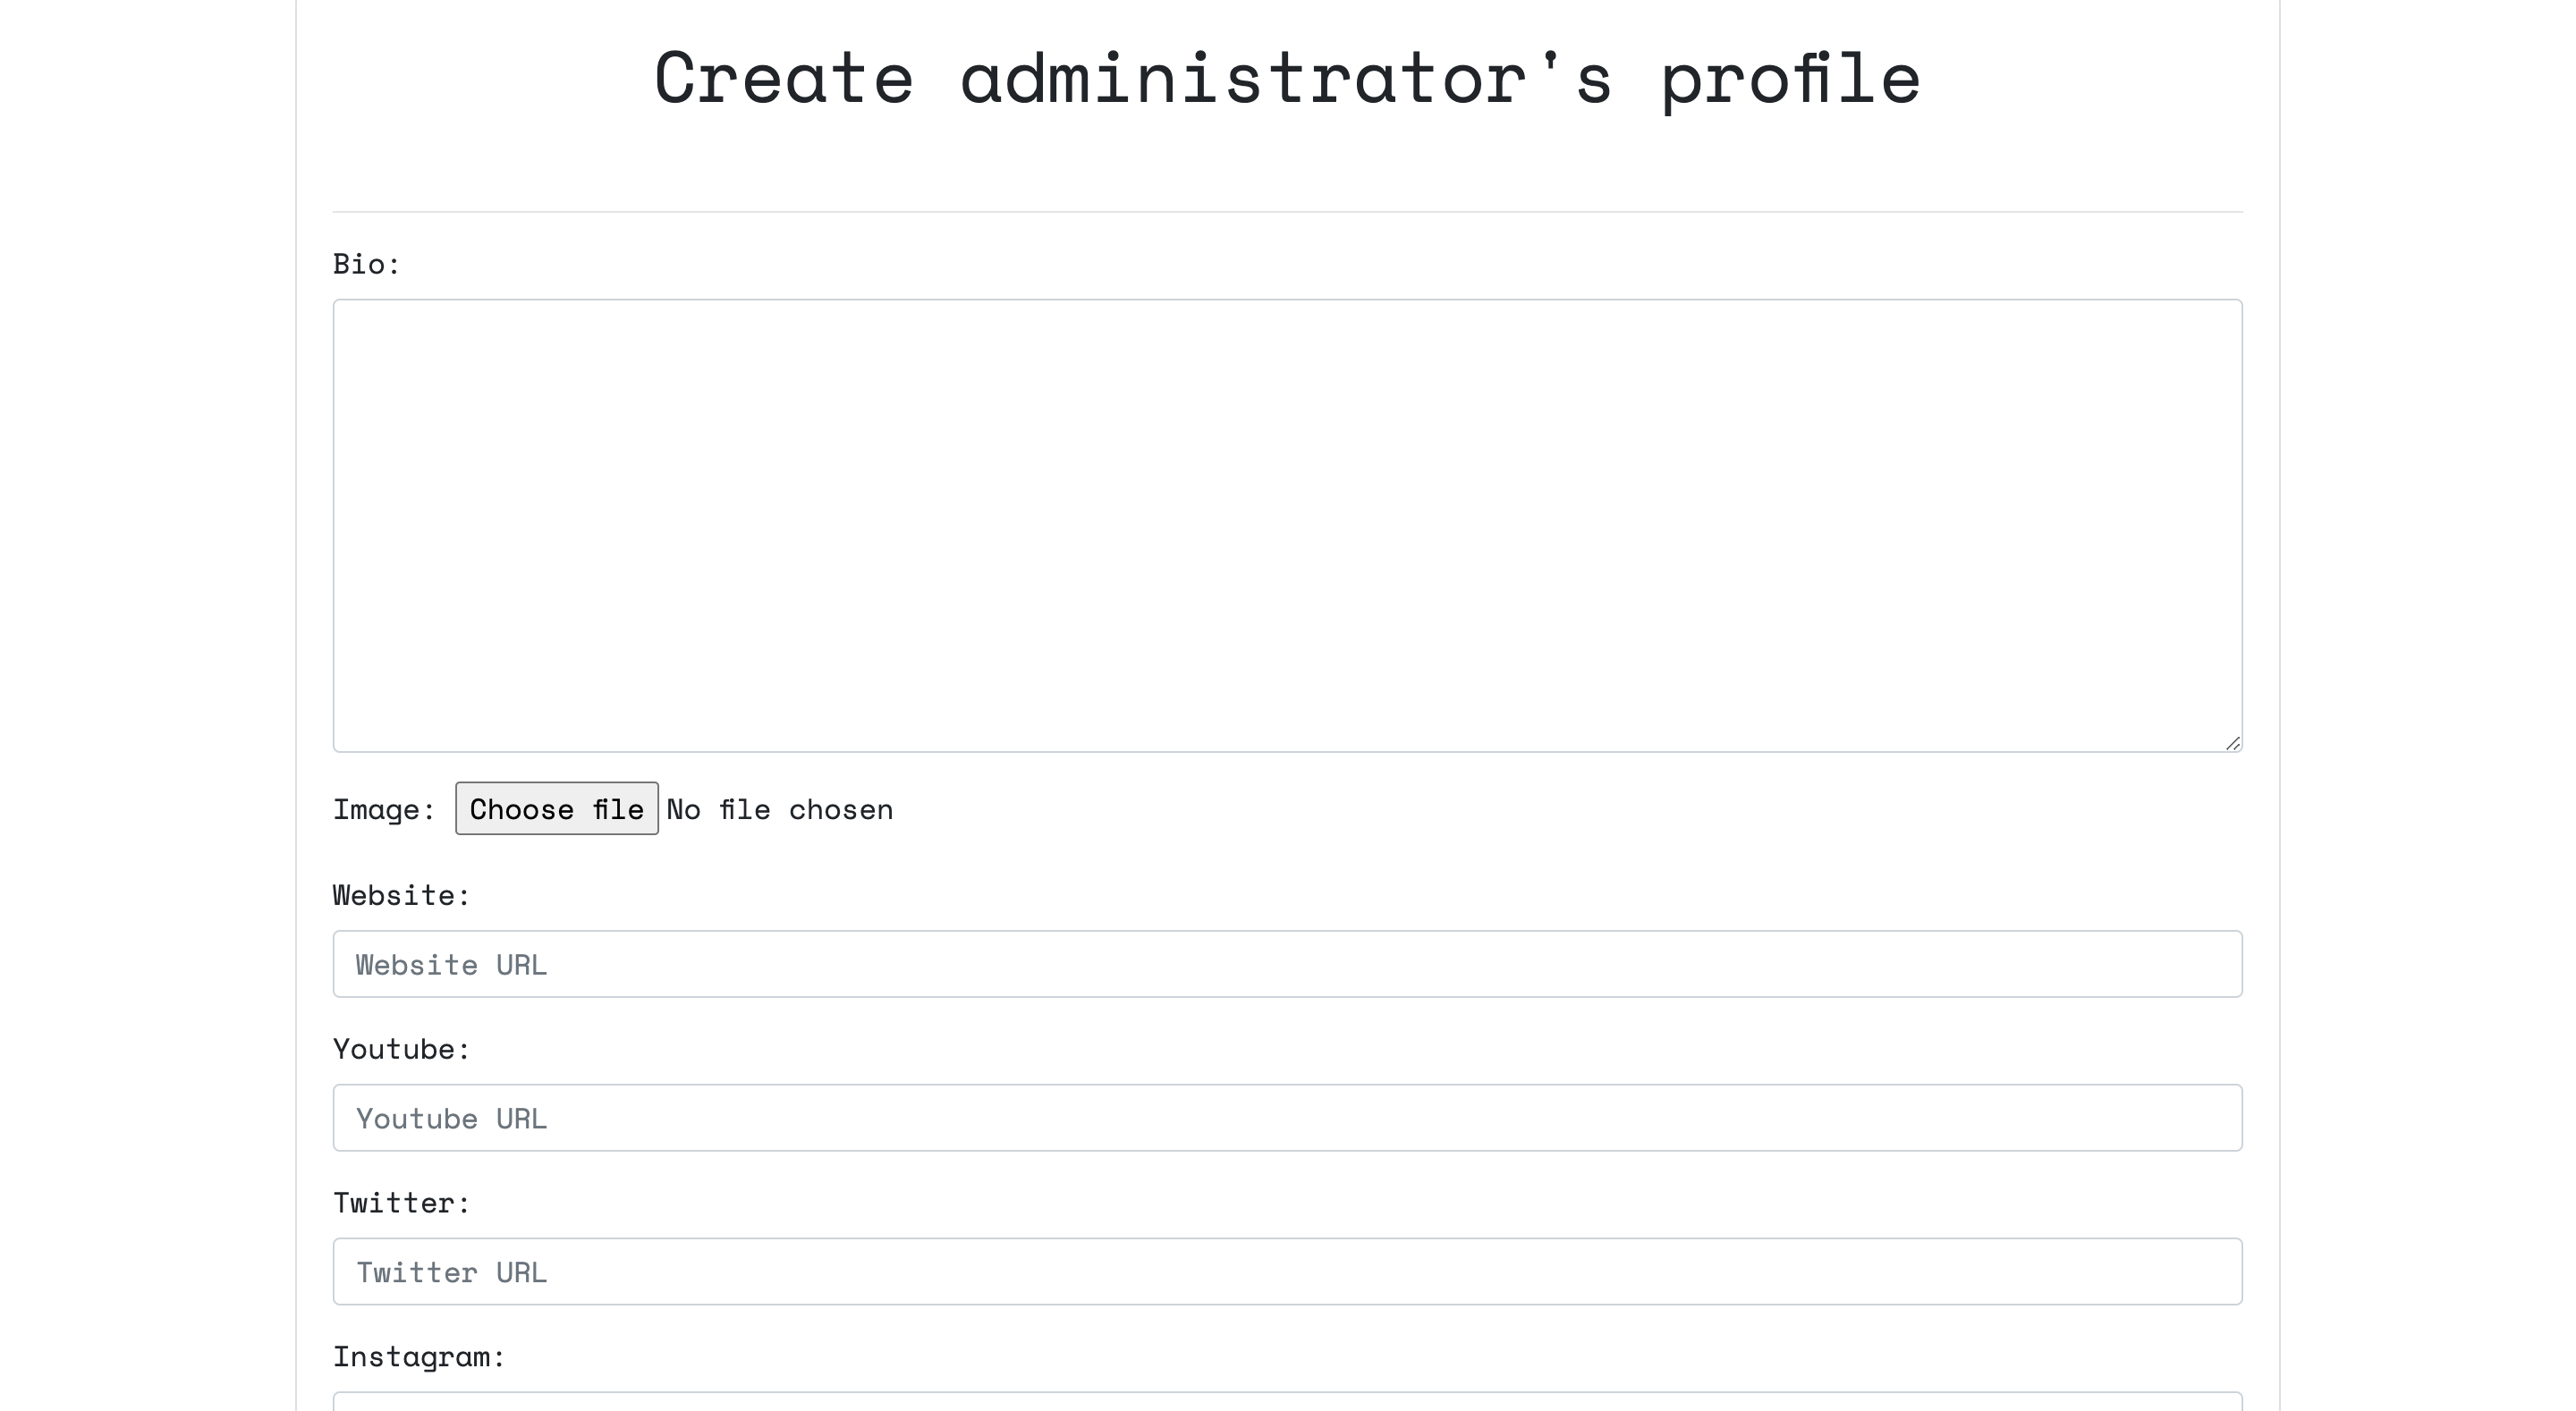 Create administrator's profile
Bio:
Image: Choose file No file chosen
Website:
Website URL
Youtube:
Youtube URL
Twitter:
Twitter URL
Instagram: